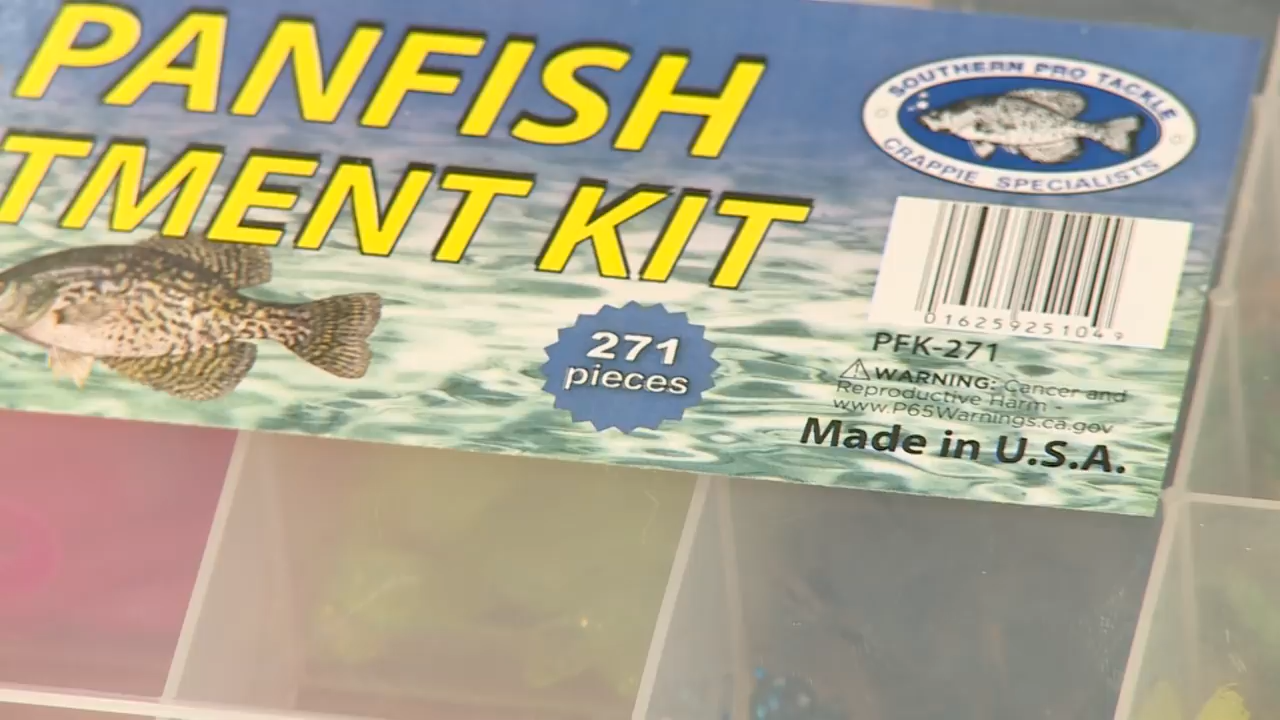 PANFISH
TMENT KIT
SOUTHERN PRO TACKLE
CRAPPIE SPECIALISTS
016259251049
PFK-271
WARNING: Cancer and
Reproductive Harm -
www.P65Warnings.ca.gov
Made in U.S.A.
271
pieces